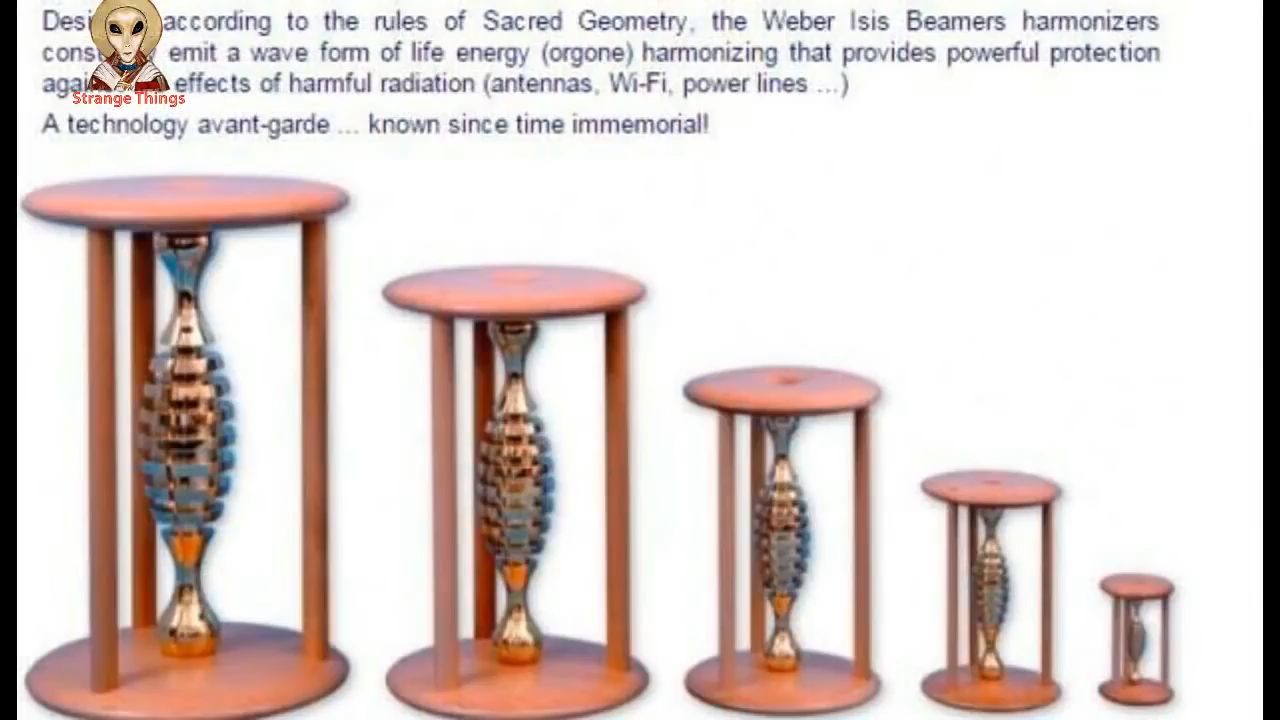 Desi according to the rules of Sacred Geometry, the Weber Isis Beamers harmonizers
cons emit a wave form of life energy (orgone) harmonizing that provides powerful protection
agai effects of harmful radiation (antennas, Wi-Fi, power lines ...)
Strange Things
A technology avant-garde ... known since time immemorial!